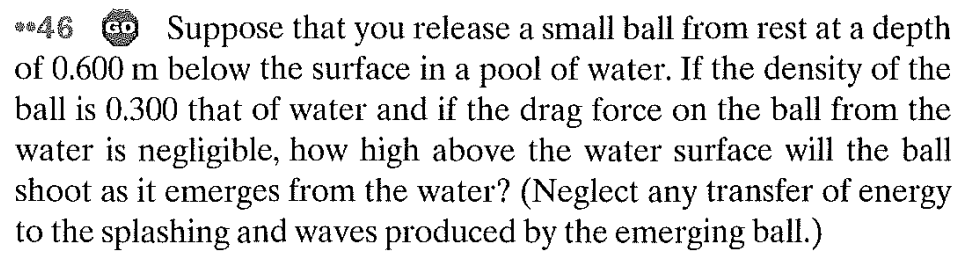 ••46 GO Suppose that you release a small ball from rest at a depth
of 0.600 m below the surface in a pool of water. If the density of the
ball is 0.300 that of water and if the drag force on the ball from the
water is negligible, how high above the water surface will the ball
shoot as it emerges from the water? (Neglect any transfer of energy
to the splashing and waves produced by the emerging ball.)